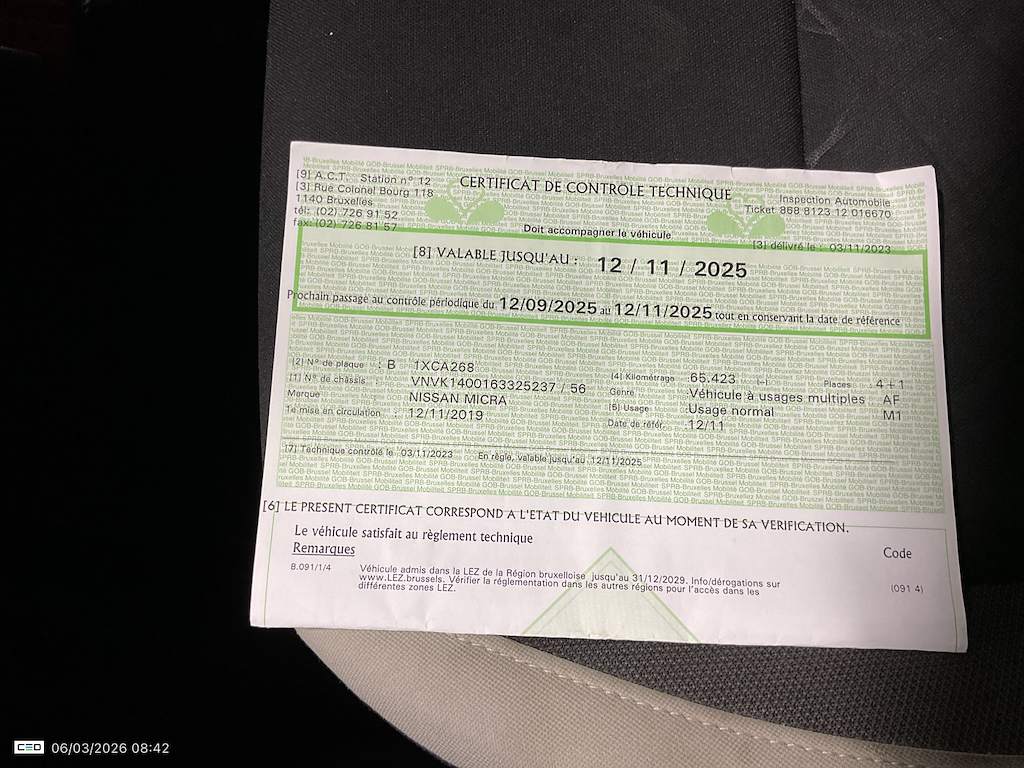 [9] A.C.T. Station n° 12
[3] Rue Colonel Bourg 118
1140 Bruxelles
tél: (02) 726 91 52
fax: (02) 726 81 57
CERTIFICAT DE CONTROLE TECHNIQUE
Doit accompagner le véhicule
Inspection Automobile
Ticket 868 8123 12 016670
[3] délivré le : 03/11/2023
[8] VALABLE JUSQU'AU : 12 / 11 / 2025
Prochain passage au contrôle périodique du 12/09/2025 au 12/11/2025 tout en conservant la date de référence
[2] N° de plaque : B 1XCA268
[1] N° de châssis : VNVK1400163325237 / 56
Marque NISSAN MICRA
1e mise en circulation : 12/11/2019
[4] Kilométrage :65.423 (--) Places : 4+1
Genre :Véhicule à usages multiples AF
[5] Usage :Usage normal M1
Date de référ. :12/11
[7] Technique contrôlé le : 03/11/2023 En règle, valable jusqu'au :12/11/2025
[6] LE PRESENT CERTIFICAT CORRESPOND A L'ETAT DU VEHICULE AU MOMENT DE SA VERIFICATION.
Le véhicule satisfait au règlement technique
Remarques Code
B.091/1/4 Véhicule admis dans la LEZ de la Région bruxelloise jusqu'au 31/12/2029. Info/dérogations sur
www.LEZ.brussels. Vérifier la réglementation dans les autres régions pour l'accès dans les
différentes zones LEZ. (091 4)
CEO 06/03/2026 08:42